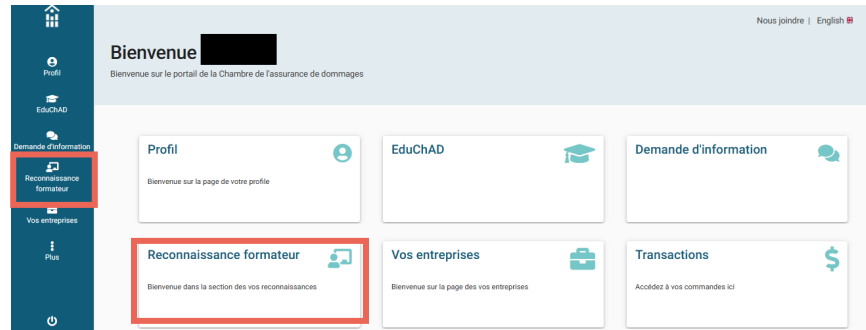 Nous joindre | English
Bienvenue
Bienvenue sur le portail de la Chambre de l'assurance de dommages
Profil
EduChAD
Demande d'information
Reconnaissance
formateur
Vos entreprises
Plus
Profil
Bienvenue sur la page de votre profile
EduChAD
Demande d'information
Reconnaissance formateur
Bienvenue dans la section des vos reconnaissances
Vos entreprises
Bienvenue sur la page des vos entreprises
Transactions
Accédez à vos commandes ici